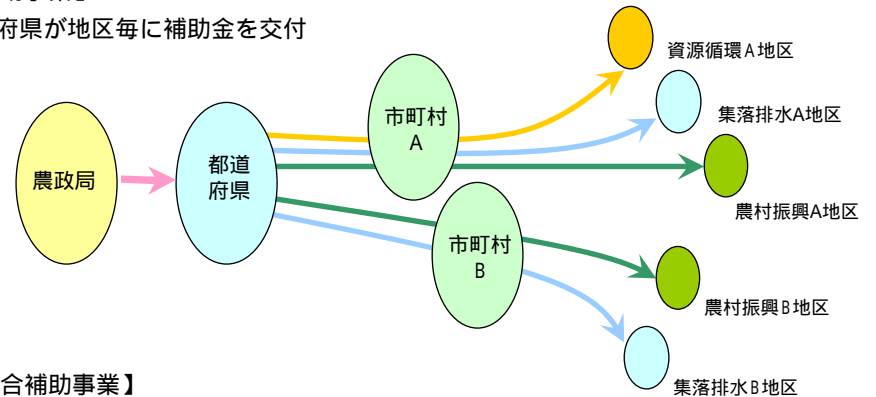 府県が地区毎に補助金を交付
資源循環A地区
市町村
A
集落排水A地区
都道
府県
農政局
農村振興A地区
市町村
B
農村振興B地区
集落排水B地区
合補助事業】